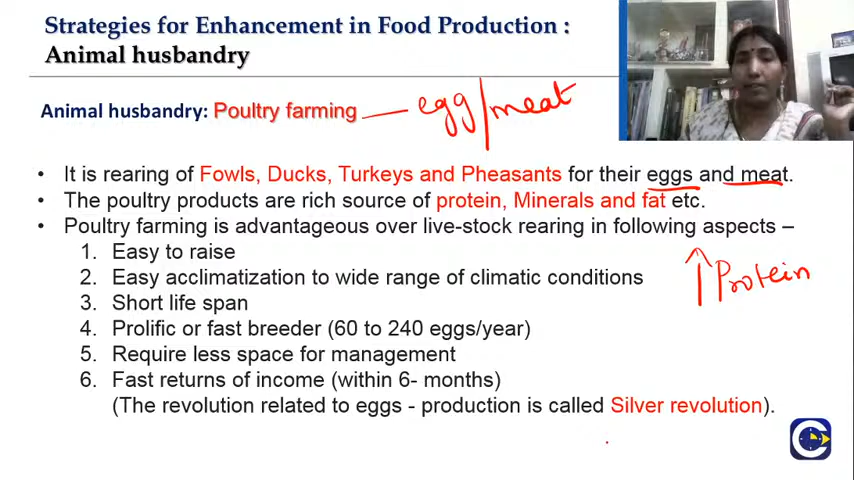 Strategies for Enhancement in Food Production :
Animal husbandry
Animal husbandry: Poultry farming — egg/meat
• It is rearing of Fowls, Ducks, Turkeys and Pheasants for their eggs and meat.
• The poultry products are rich source of protein, Minerals and fat etc.
• Poultry farming is advantageous over live-stock rearing in following aspects –
1. Easy to raise
2. Easy acclimatization to wide range of climatic conditions
↑ Protein
3. Short life span
4. Prolific or fast breeder (60 to 240 eggs/year)
5. Require less space for management
6. Fast returns of income (within 6- months)
(The revolution related to eggs - production is called Silver revolution).